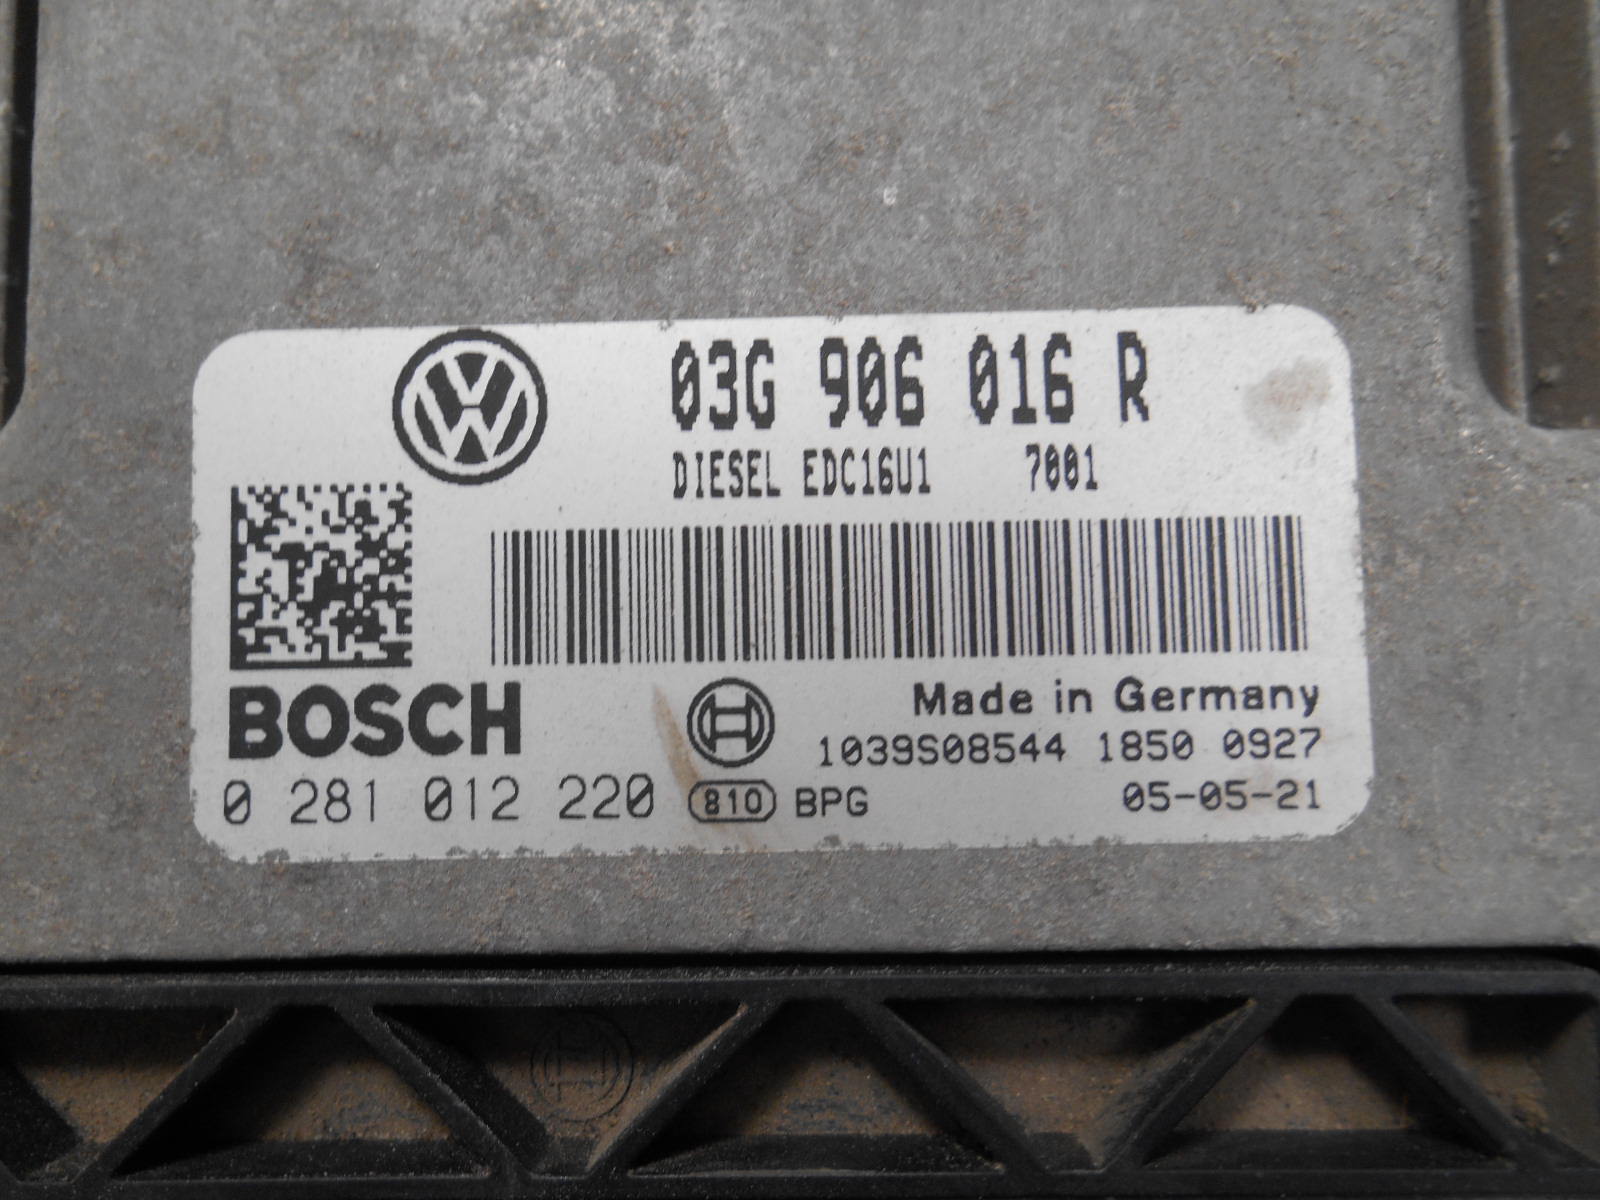 03G 906 016 R
DIESEL EDC16U1 7001
BOSCH
Made in Germany
1039S08544 1850 0927
0 281 012 220 810 BPG 05-05-21